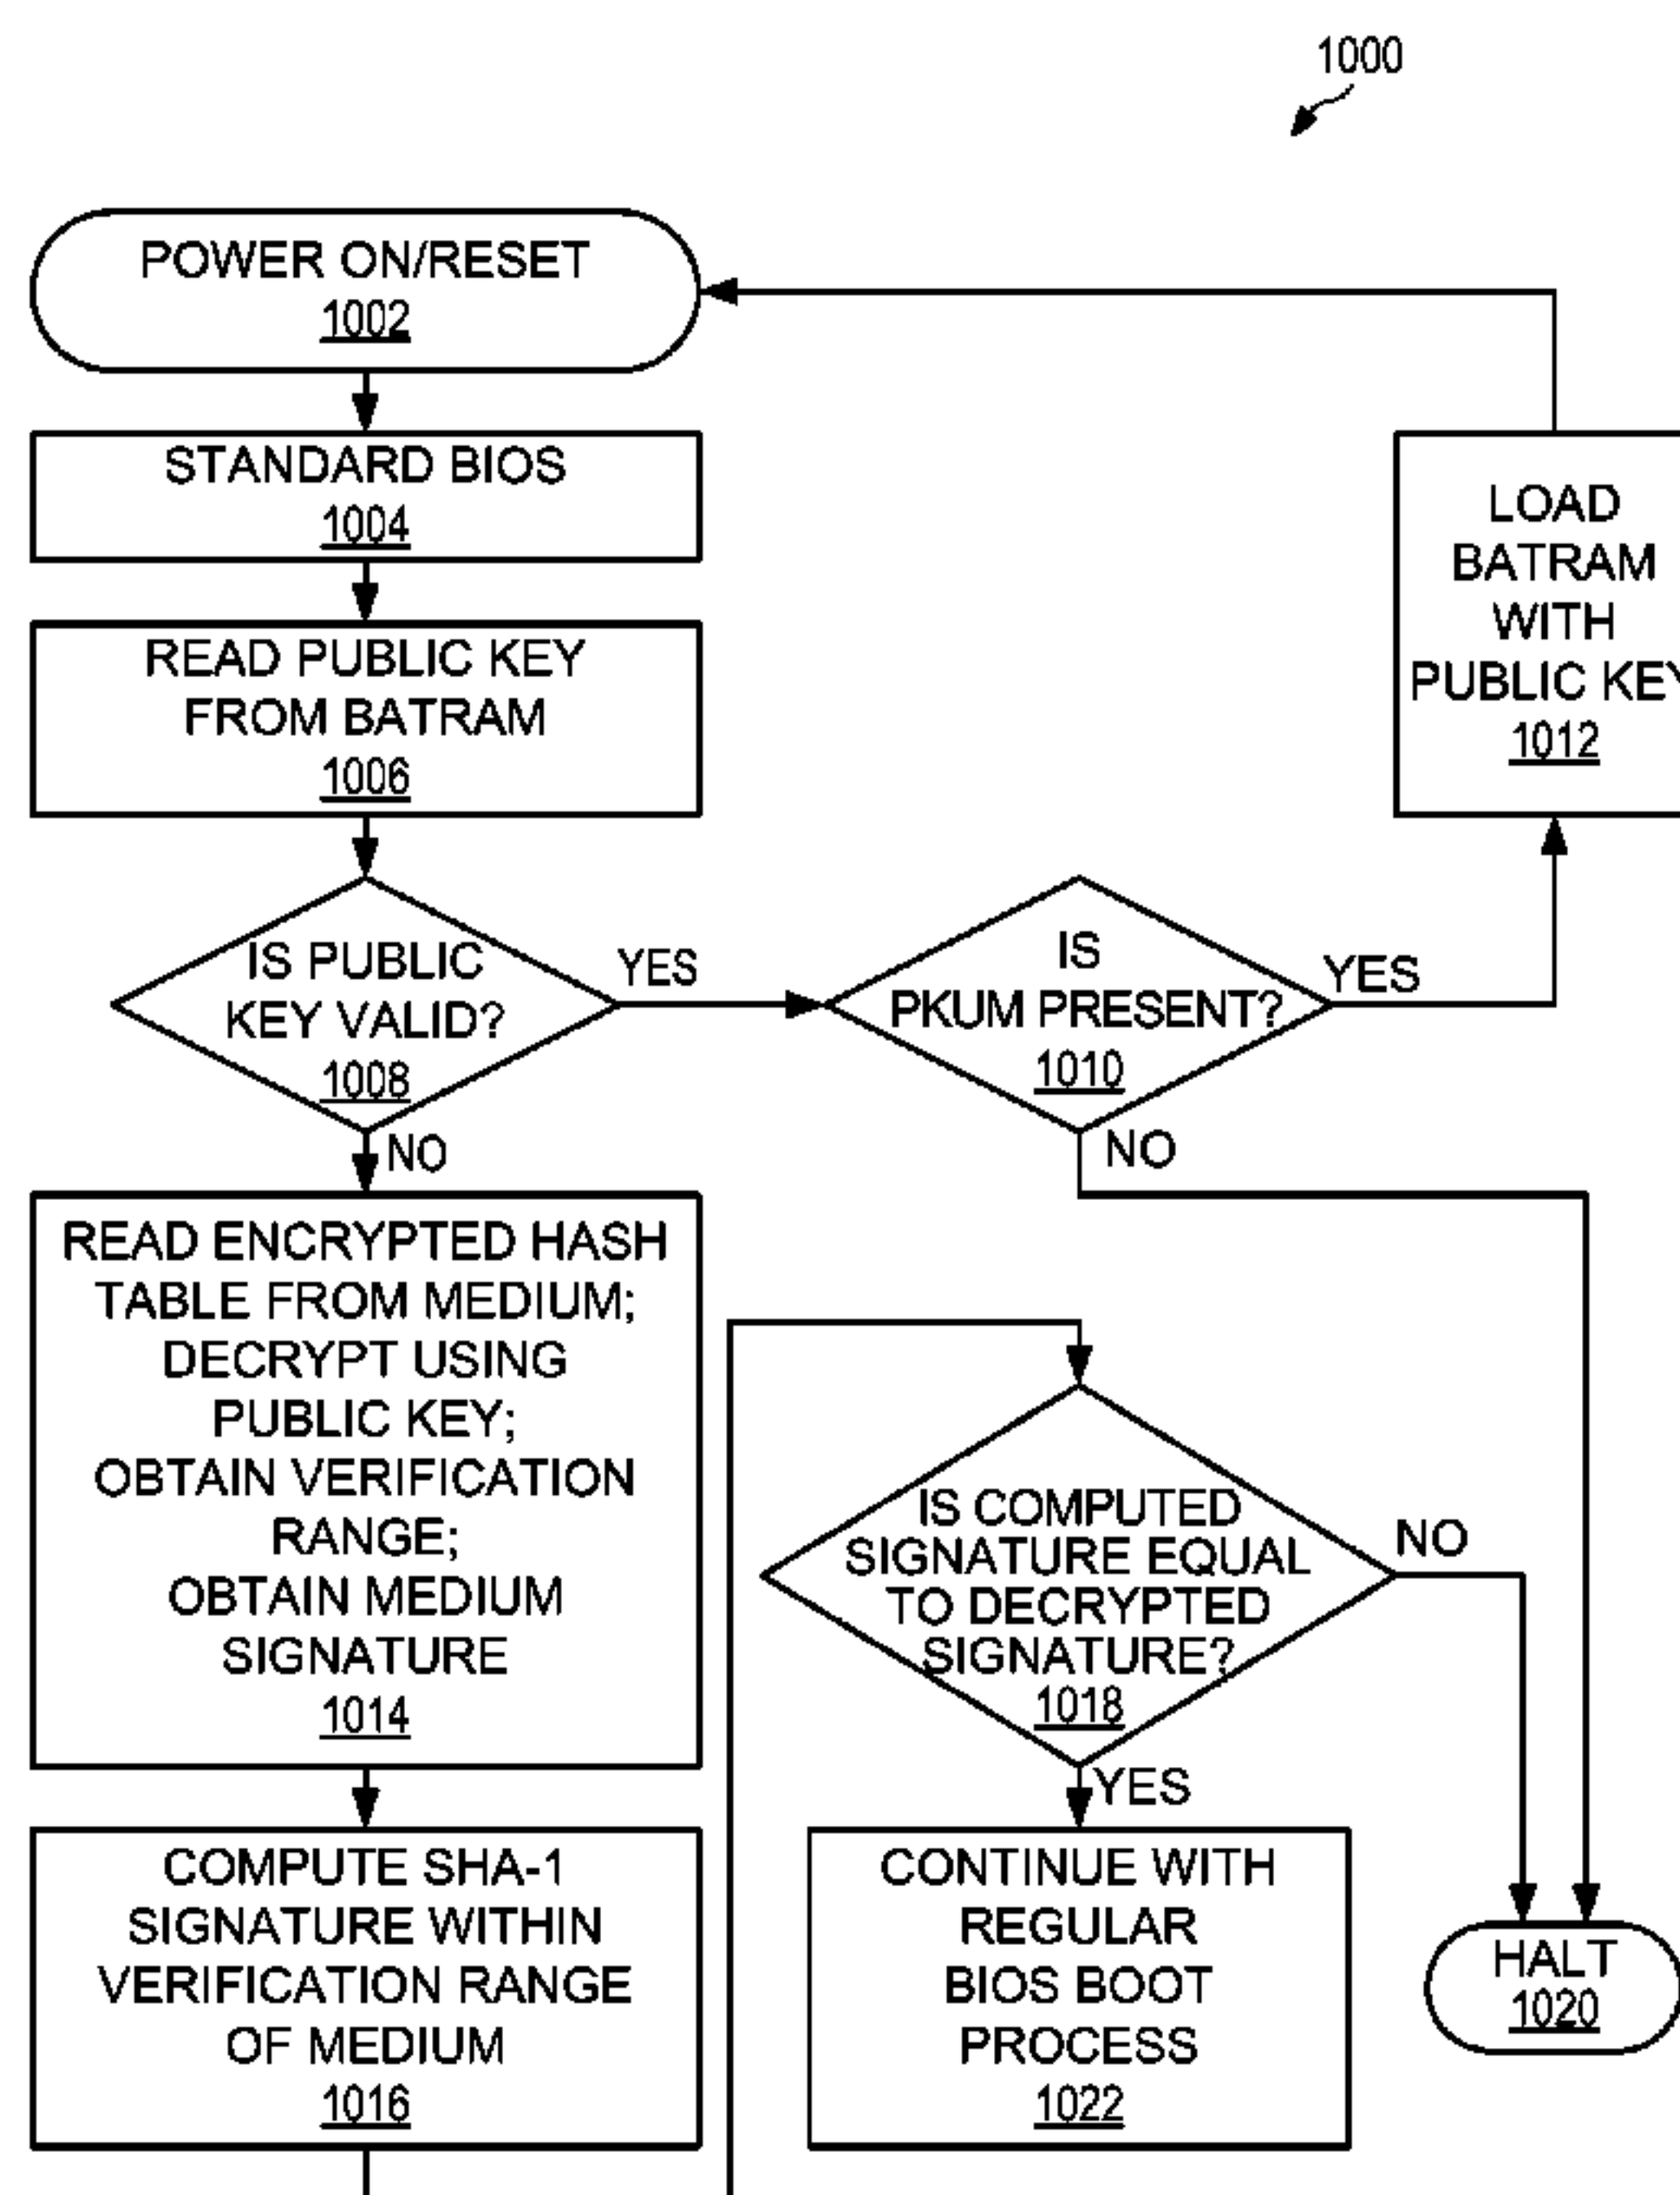 1000
POWER ON/RESET
1002
STANDARD BIOS
1004
READ PUBLIC KEY
FROM BATRAM
1006
LOAD
BATRAM
WITH
PUBLIC KEY
1012
IS PUBLIC
KEY VALID?
1008
YES
NO
IS
PKUM PRESENT?
1010
YES
NO
READ ENCRYPTED HASH
TABLE FROM MEDIUM;
DECRYPT USING
PUBLIC KEY;
OBTAIN VERIFICATION
RANGE;
OBTAIN MEDIUM
SIGNATURE
1014
COMPUTE SHA-1
SIGNATURE WITHIN
VERIFICATION RANGE
OF MEDIUM
1016
IS COMPUTED
SIGNATURE EQUAL
TO DECRYPTED
SIGNATURE?
1018
NO
YES
CONTINUE WITH
REGULAR
BIOS BOOT
PROCESS
1022
HALT
1020